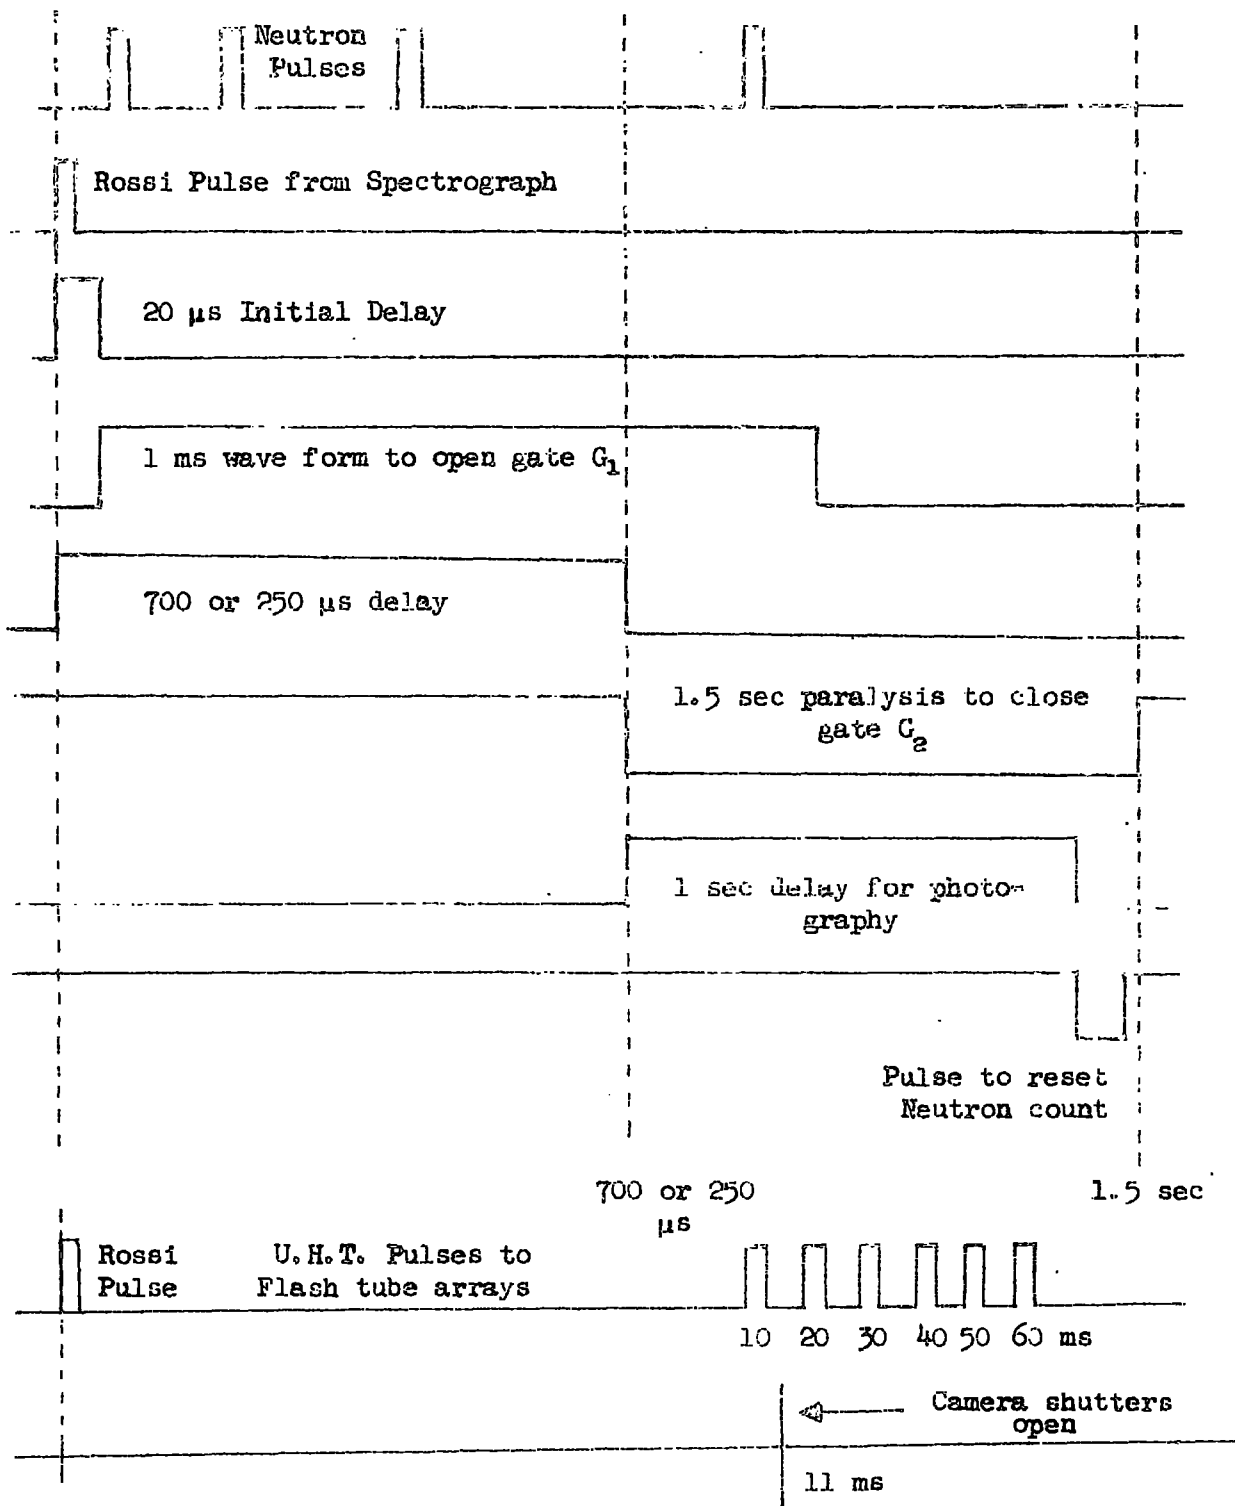 Neutron
Pulses
Rossi Pulse from Spectrograph
20 μs Initial Delay
1 ms wave form to open gate G₁
700 or 250 μs delay
1.5 sec paralysis to close
gate G₂
1 sec delay for photo-
graphy
Pulse to reset
Neutron count
700 or 250
μs
1.5 sec
Rossi
Pulse
U.H.T. Pulses to
Flash tube arrays
10 20 30 40 50 60 ms
Camera shutters
open
11 ms